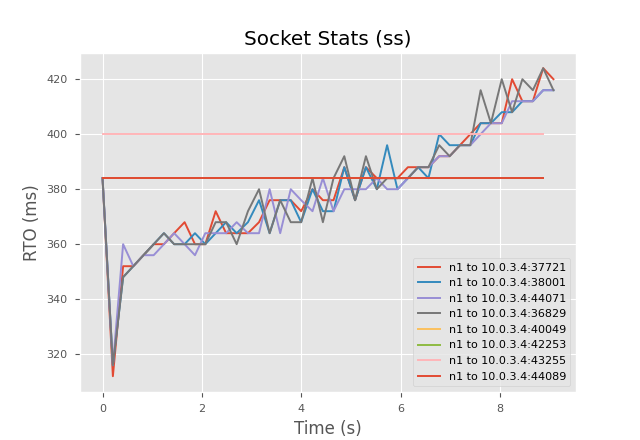 Socket Stats (ss)
RTO (ms)
420
400
380
360
340
320
0
2
4
6
8
Time (s)
n1 to 10.0.3.4:37721
n1 to 10.0.3.4:38001
n1 to 10.0.3.4:44071
n1 to 10.0.3.4:36829
n1 to 10.0.3.4:40049
n1 to 10.0.3.4:42253
n1 to 10.0.3.4:43255
n1 to 10.0.3.4:44089